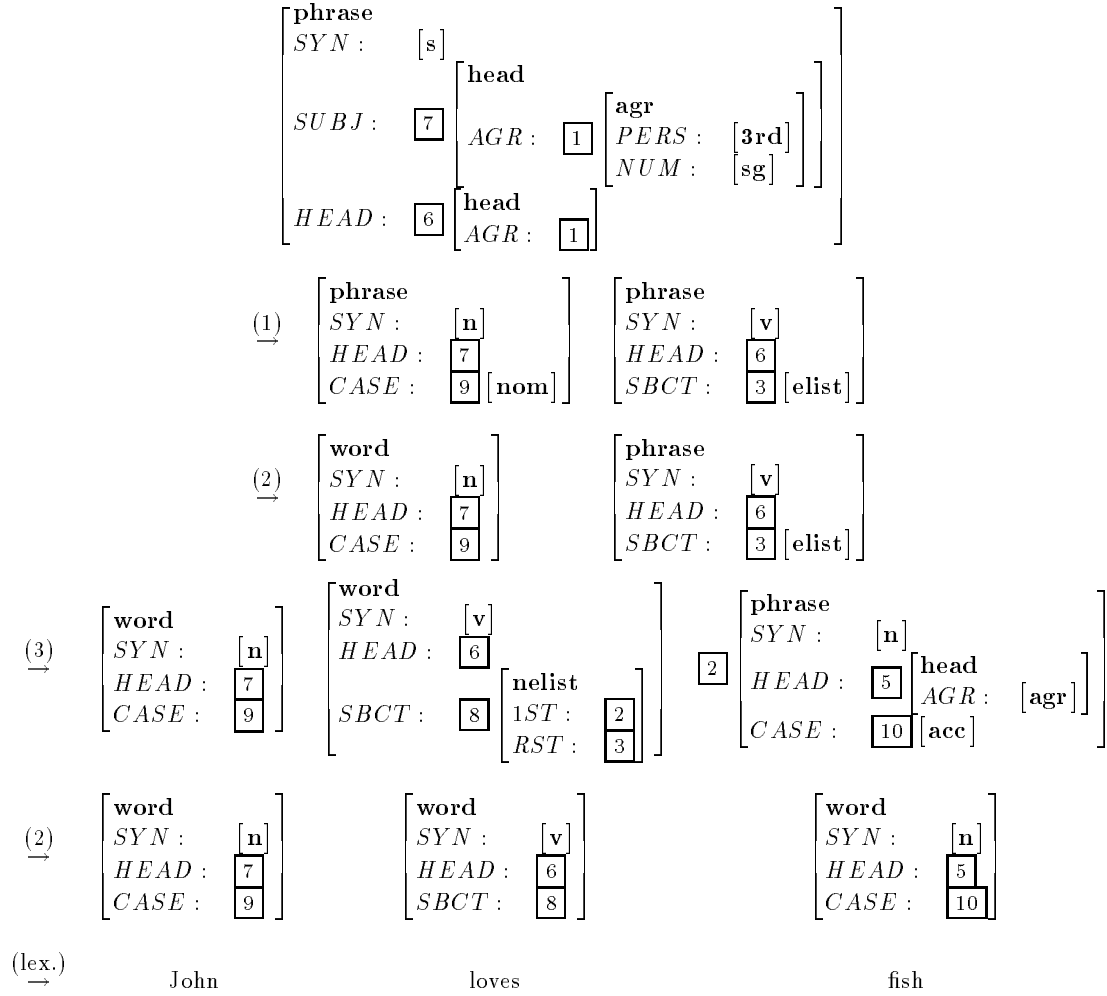 phrase
SYN : [s]
head
SUBJ : 7
AGR : 1
agr
PERS : [3rd]
NUM : [sg]
HEAD : 6
head
AGR : 1
(1)
→
phrase
SYN : [n]
HEAD : 7
CASE : 9 [nom]
phrase
SYN : [v]
HEAD : 6
SBCT : 3 [elist]
(2)
→
word
SYN : [n]
HEAD : 7
CASE : 9
phrase
SYN : [v]
HEAD : 6
SBCT : 3 [elist]
(3)
→
word
SYN : [n]
HEAD : 7
CASE : 9
word
SYN : [v]
HEAD : 6
SBCT : 8
nelist
1ST : 2
RST : 3
2
phrase
SYN : [n]
HEAD : 5
head
AGR : [agr]
CASE : 10 [acc]
(2)
→
word
SYN : [n]
HEAD : 7
CASE : 9
word
SYN : [v]
HEAD : 6
SBCT : 8
word
SYN : [n]
HEAD : 5
CASE : 10
(lex.)
→ John loves fish